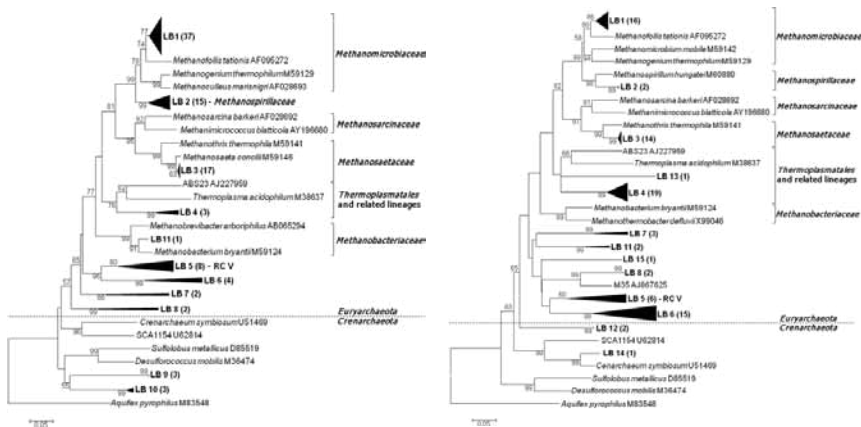 LB1 (37)
Methanofollis tationis AF095272
Methanogenium thermophilum M59129
Methanoculleus marisnigri AF028693
LB 2 (15) - Methanospirillaceae
Methanosarcina barkeri AF028692
Methanimicrococcus blatticola AY196680
Methanothrix thermophila M59141
Methanosaeta concilii M59146
LB 3 (17)
ABS23 AJ227959
Thermoplasma acidophilum M38637
LB 4 (3)
Methanobrevibacter arboriphilus AB065294
LB11 (1)
Methanobacterium bryantii M59124
LB 5 (8) - RC V
LB 6 (4)
LB 7 (2)
LB 8 (2)
Euryarchaeota
Crenarchaeota
Cenarchaeum symbiosum U51469
SCA1154 U62814
Sulfolobus metallicus D85519
Desulforococcus mobilis M36474
LB 9 (3)
LB 10 (3)
Aquifex pyrophilus M83548
0.05
Methanomicrobiaceae
Methanosarcinaceae
Methanosaetaceae
Thermoplasmatales
and related lineages
Methanobacteriaceae
LB1 (16)
Methanofollis tationis AF095272
Methanomicrobium mobile M59142
Methanogenium thermophilum M59129
Methanospirillum hungatei M60880
LB 2 (2)
Methanosarcina barkeri AF028692
Methanimicrococcus blatticola AY196680
Methanothrix thermophila M59141
LB 3 (14)
ABS23 AJ227959
Thermoplasma acidophilum M38637
LB 13 (1)
LB 4 (19)
Methanobacterium bryantii M59124
Methanothermobacter defluvii X99046
LB 7 (3)
LB 11 (2)
LB 15 (1)
LB 8 (2)
M35 AJ867625
LB 5 (6) - RC V
LB 6 (15)
Euryarchaeota
Crenarchaeota
LB 12 (2)
SCA1154 U62814
LB 14 (1)
Cenarchaeum symbiosum U51469
Sulfolobus metallicus D85519
Desulforococcus mobilis M36474
Aquifex pyrophilus M83548
0.05
Methanomicrobiaceae
Methanospirillaceae
Methanosarcinaceae
Methanosaetaceae
Thermoplasmatales
and related lineages
Methanobacteriaceae